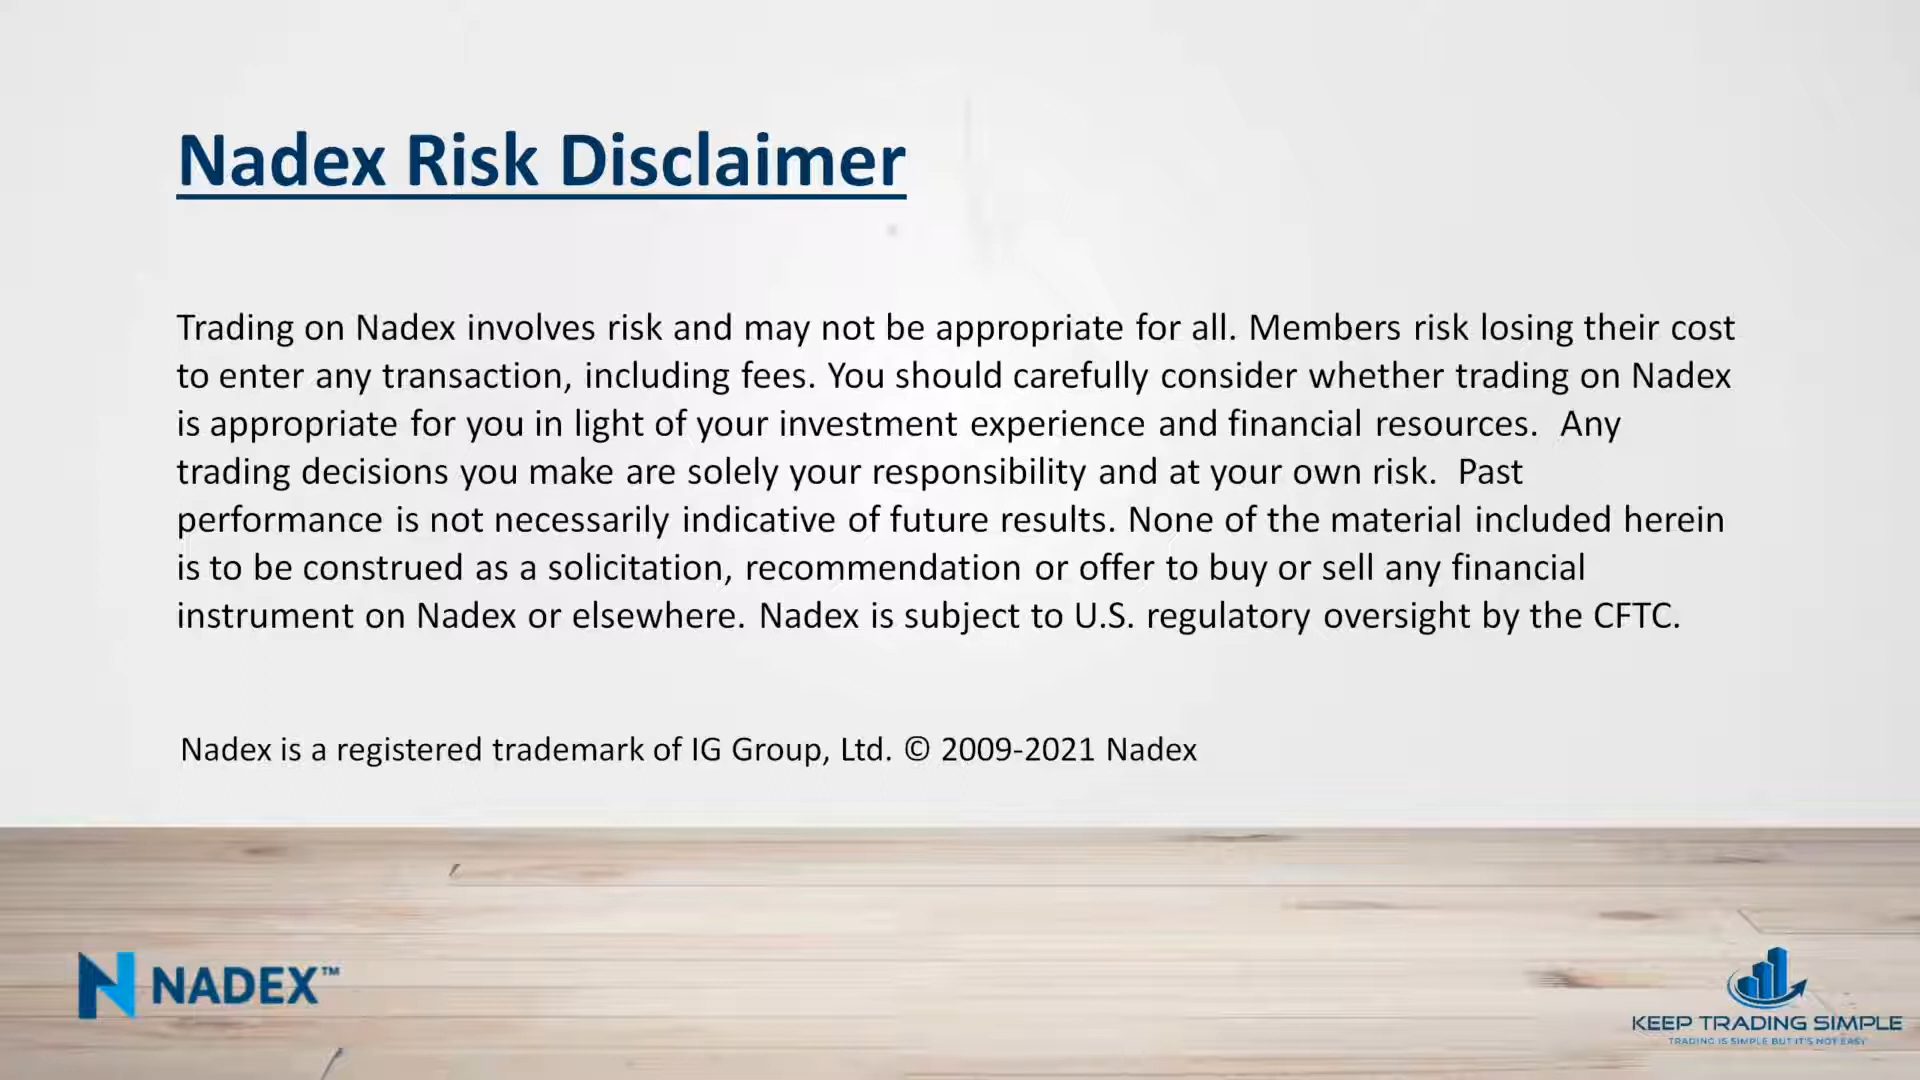 Nadex Risk Disclaimer
Trading on Nadex involves risk and may not be appropriate for all. Members risk losing their cost
to enter any transaction, including fees. You should carefully consider whether trading on Nadex
is appropriate for you in light of your investment experience and financial resources.  Any
trading decisions you make are solely your responsibility and at your own risk.  Past
performance is not necessarily indicative of future results. None of the material included herein
is to be construed as a solicitation, recommendation or offer to buy or sell any financial
instrument on Nadex or elsewhere. Nadex is subject to U.S. regulatory oversight by the CFTC.
Nadex is a registered trademark of IG Group, Ltd. © 2009-2021 Nadex
NADEX™
KEEP TRADING SIMPLE
TRADING IS SIMPLE BUT IT'S NOT EASY